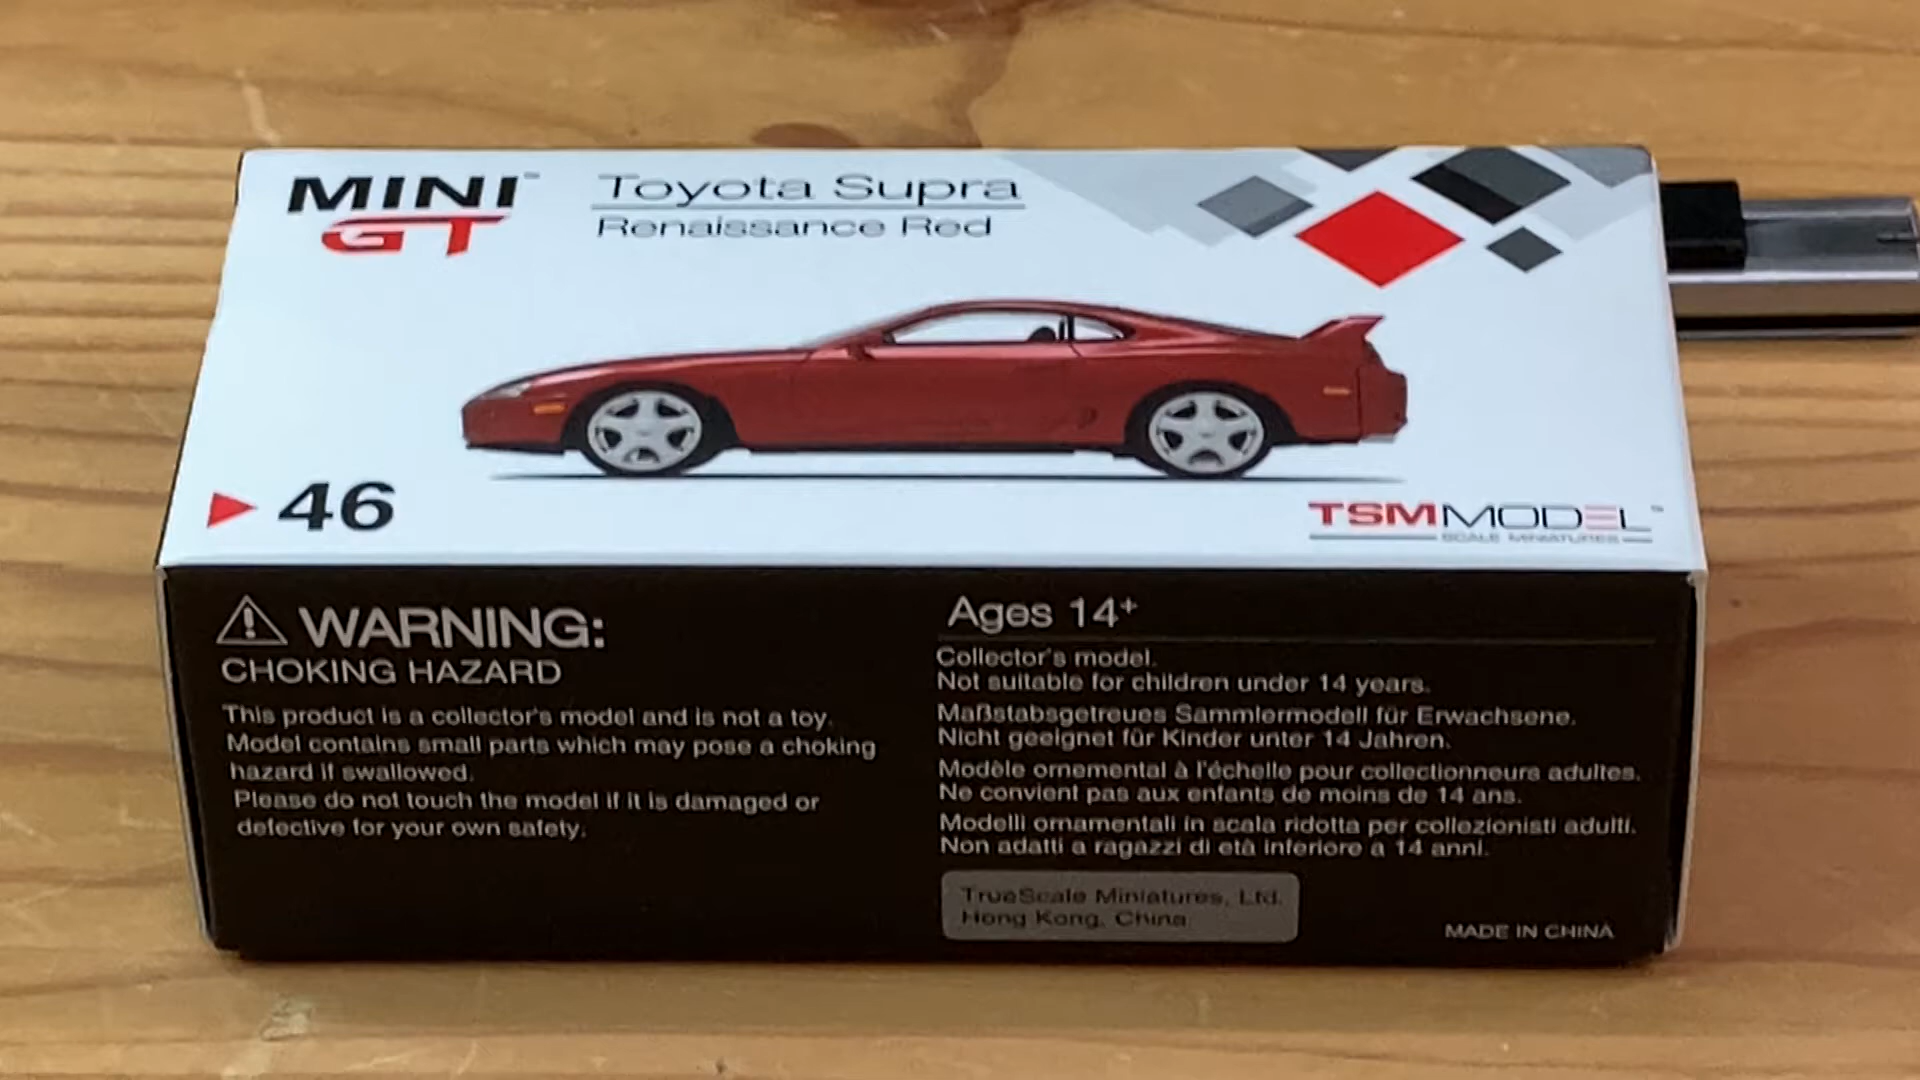 MINI GT
Toyota Supra
Renaissance Red
46
TSMMODEL
SCALE MINIATURES
WARNING:
CHOKING HAZARD
This product is a collector's model and is not a toy.
Model contains small parts which may pose a choking
hazard if swallowed.
Please do not touch the model if it is damaged or
defective for your own safety.
Ages 14+
Collector's model.
Not suitable for children under 14 years.
Maßstabsgetreues Sammlermodell für Erwachsene.
Nicht geeignet für Kinder unter 14 Jahren.
Modèle ornemental à l'échelle pour collectionneurs adultes.
Ne convient pas aux enfants de moins de 14 ans.
Modelli ornamentali in scala ridotta per collezionisti adulti.
Non adatti a ragazzi di età inferiore a 14 anni.
TrueScale Miniatures, Ltd.
Hong Kong, China
MADE IN CHINA